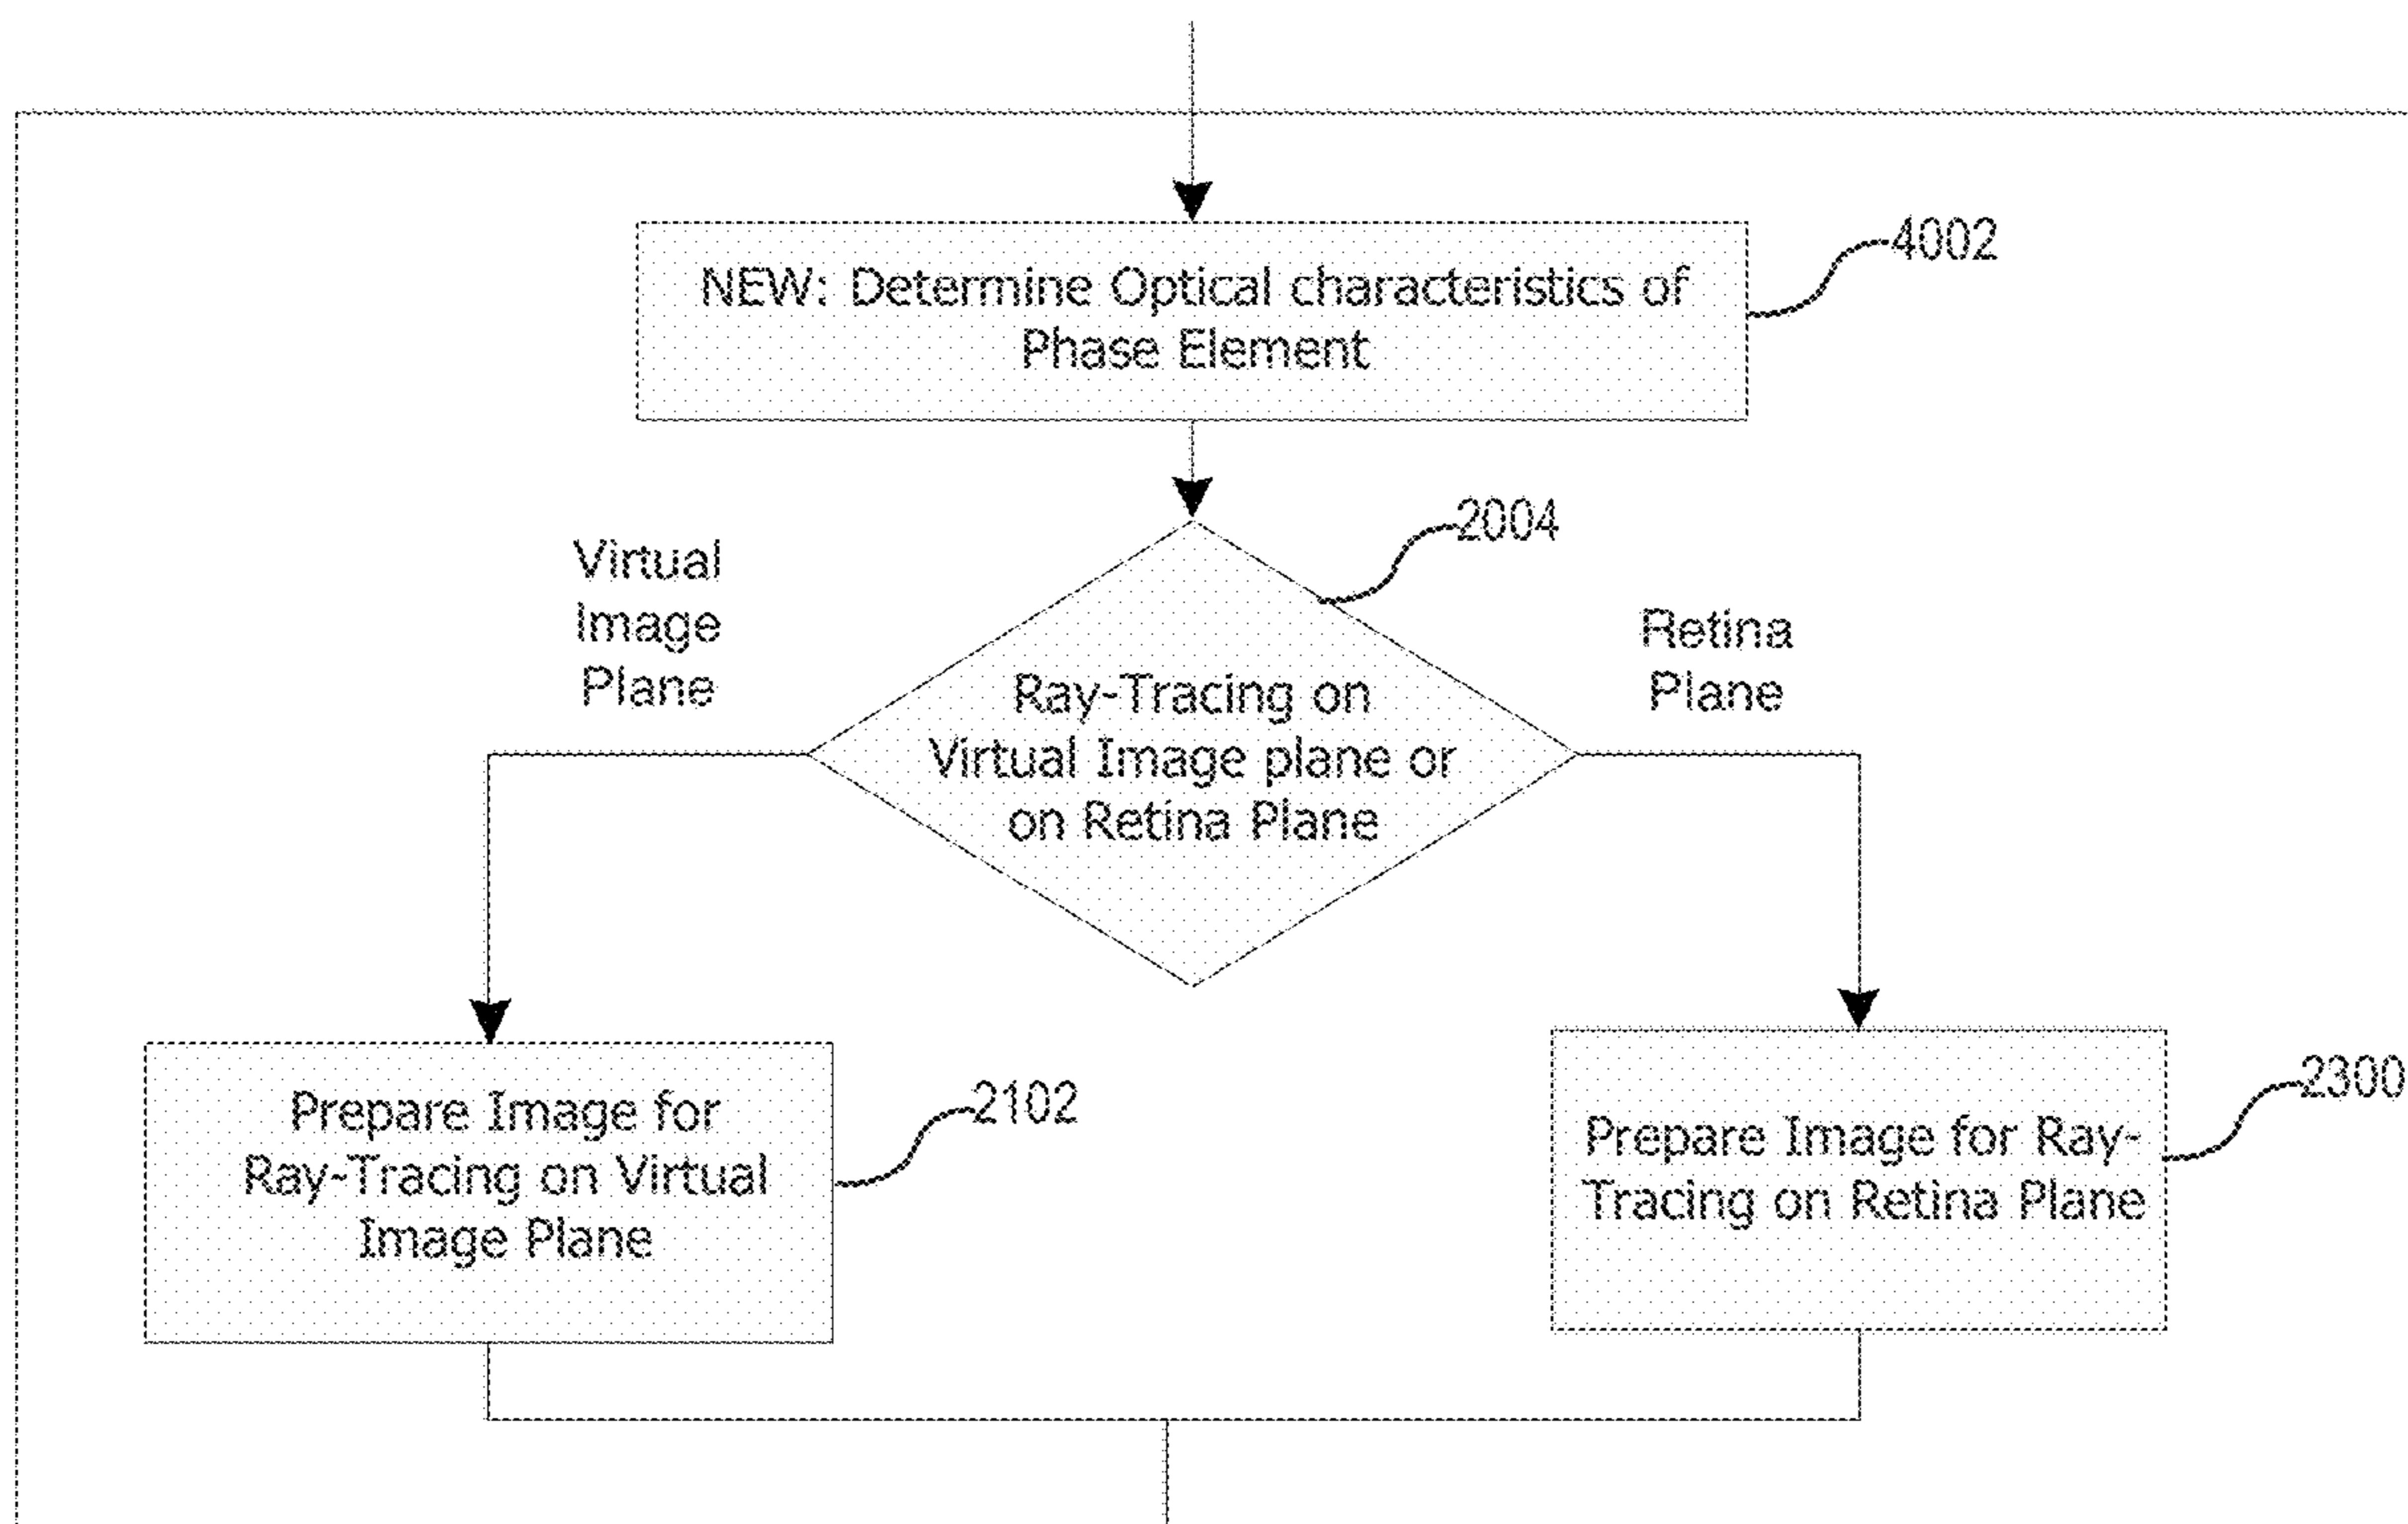 NEW: Determine Optical characteristics of
Phase Element
4002
2004
Virtual
Image
Plane
Retina
Plane
Ray-Tracing on
Virtual Image plane or
on Retina Plane
Prepare Image for
Ray-Tracing on Virtual
Image Plane
2102
Prepare Image for Ray-
Tracing on Retina Plane
2300